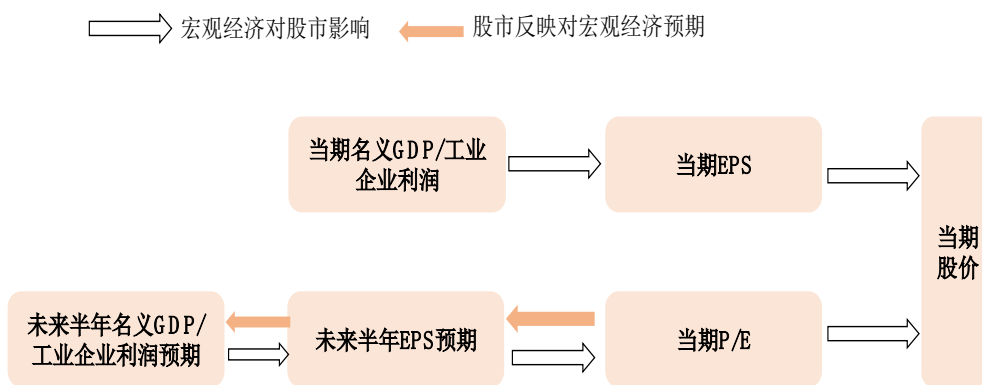 宏观经济对股市影响
股市反映对宏观经济预期
当期名义GDP/工业
企业利润
当期EPS
当期
股价
未来半年名义GDP/
工业企业利润预期
未来半年EPS预期
当期P/E